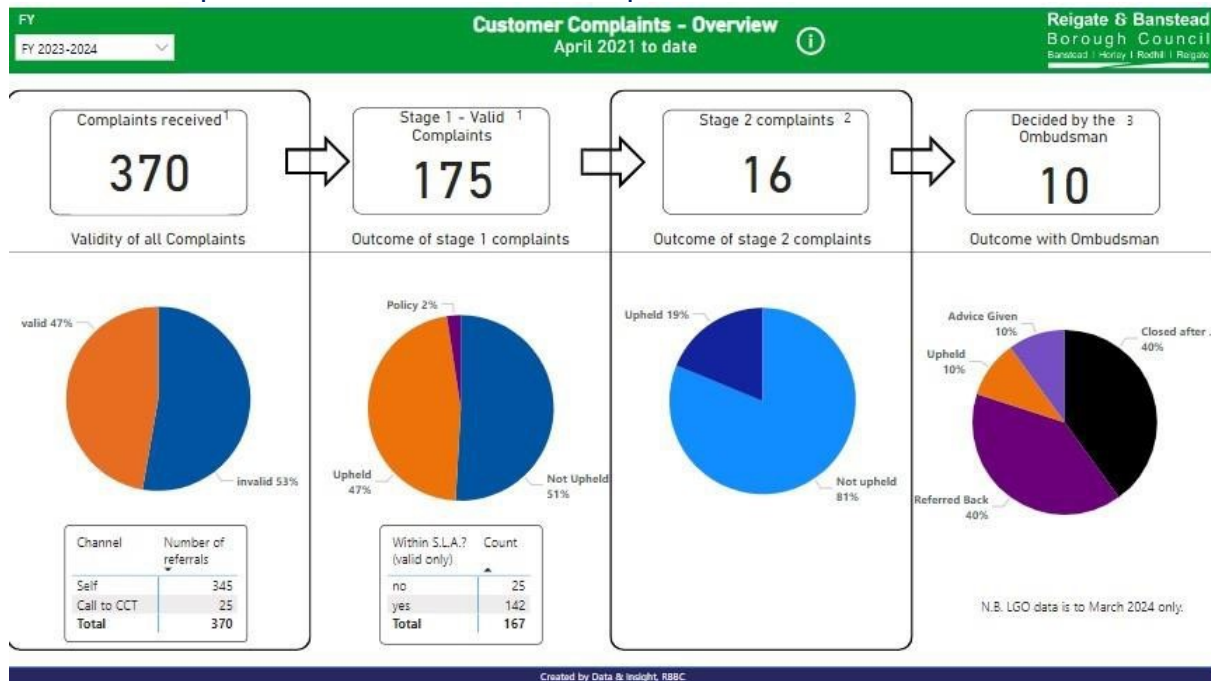 FY
FY 2023-2024
Customer Complaints - Overview
April 2021 to date
i
Reigate & Banstead
Borough Council
Banstead | Horley | Redhill | Reigate
Complaints received 1
370
Validity of all Complaints
Stage 1 - Valid 1
Complaints
175
Outcome of stage 1 complaints
Stage 2 complaints 2
16
Outcome of stage 2 complaints
Decided by the 3
Ombudsman
10
Outcome with Ombudsman
valid 47%
invalid 53%
Policy 2%
Upheld
47%
Not Upheld
51%
Upheld 19%
Not upheld
81%
Advice Given
10%
Upheld
10%
Closed after .
40%
Referred Back
40%
Channel Number of
referrals
Self 345
Call to CCT 25
Total 370
Within S.L.A.? Count
(valid only)
no 25
yes 142
Total 167
N.B. LGO data is to March 2024 only.
Created by Data & Insight, RBBC